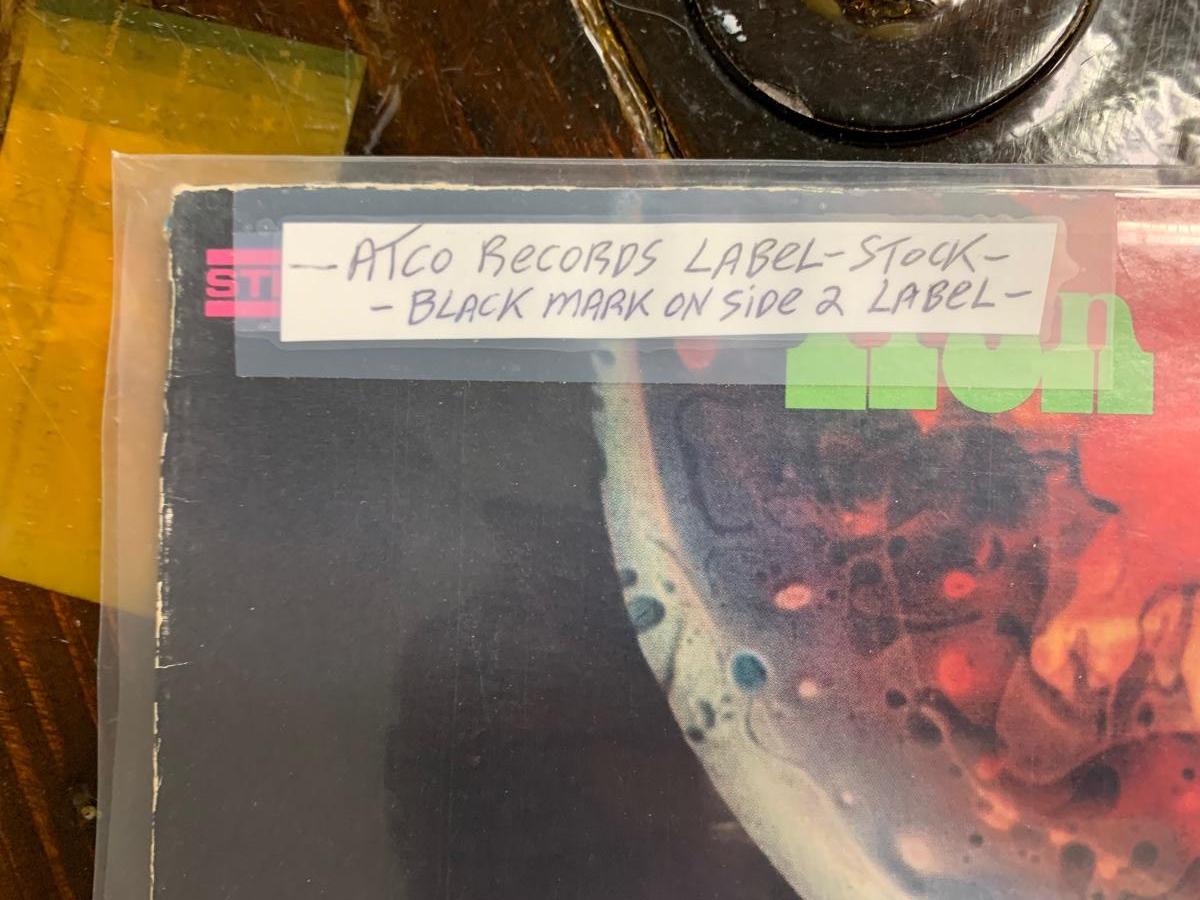 — ATCO RECORDS LABEL - STOCK -
- BLACK MARK ON SIDE 2 LABEL -